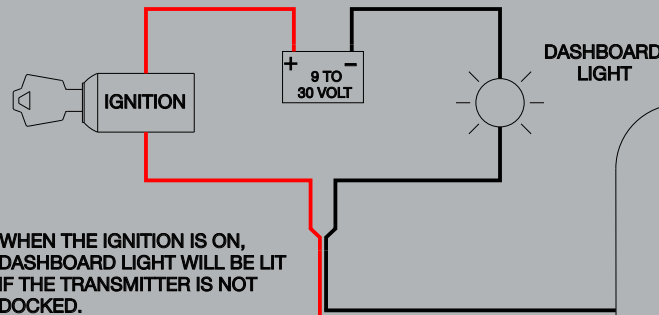 DASHBOARD
LIGHT
+ −
9 TO
30 VOLT
IGNITION
WHEN THE IGNITION IS ON,
DASHBOARD LIGHT WILL BE LIT
IF THE TRANSMITTER IS NOT
DOCKED.